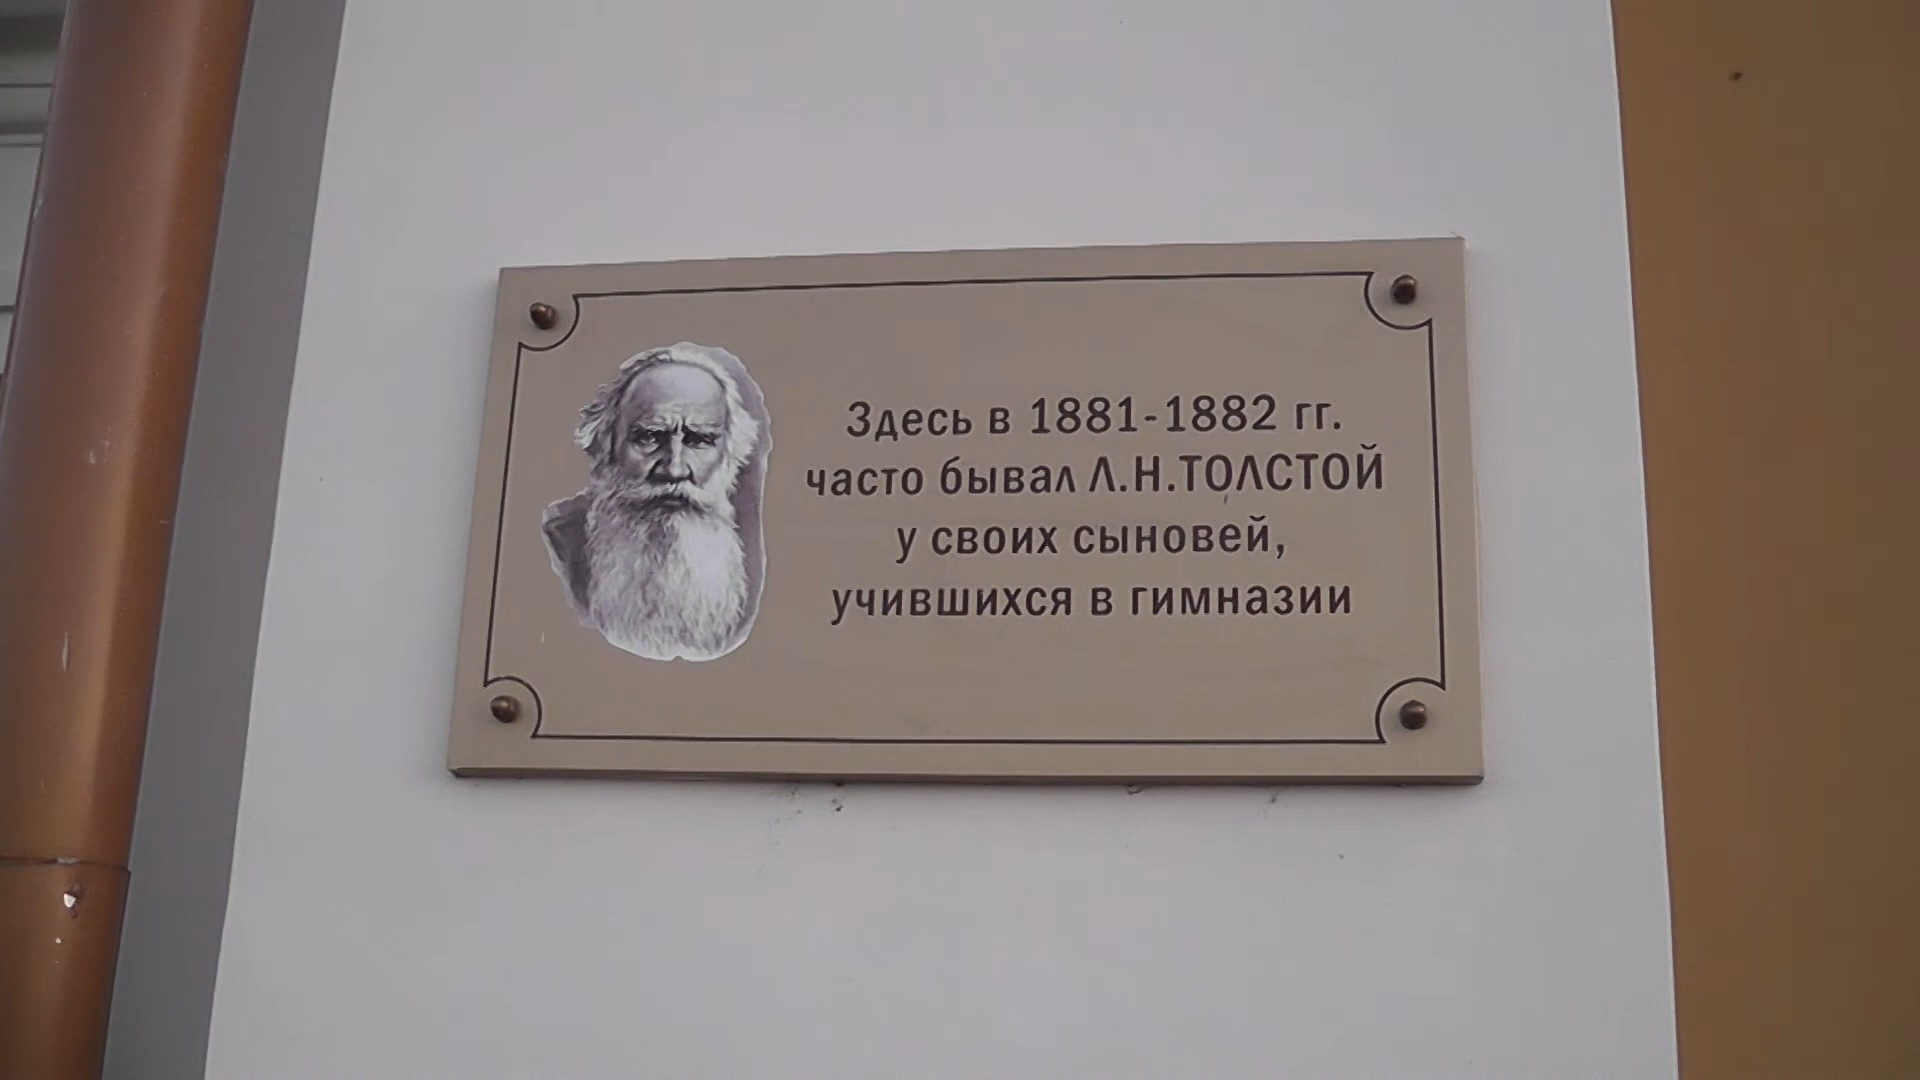 Здесь в 1881-1882 гг.
часто бывал Л.Н.ТОЛСТОЙ
у своих сыновей,
учившихся в гимназии